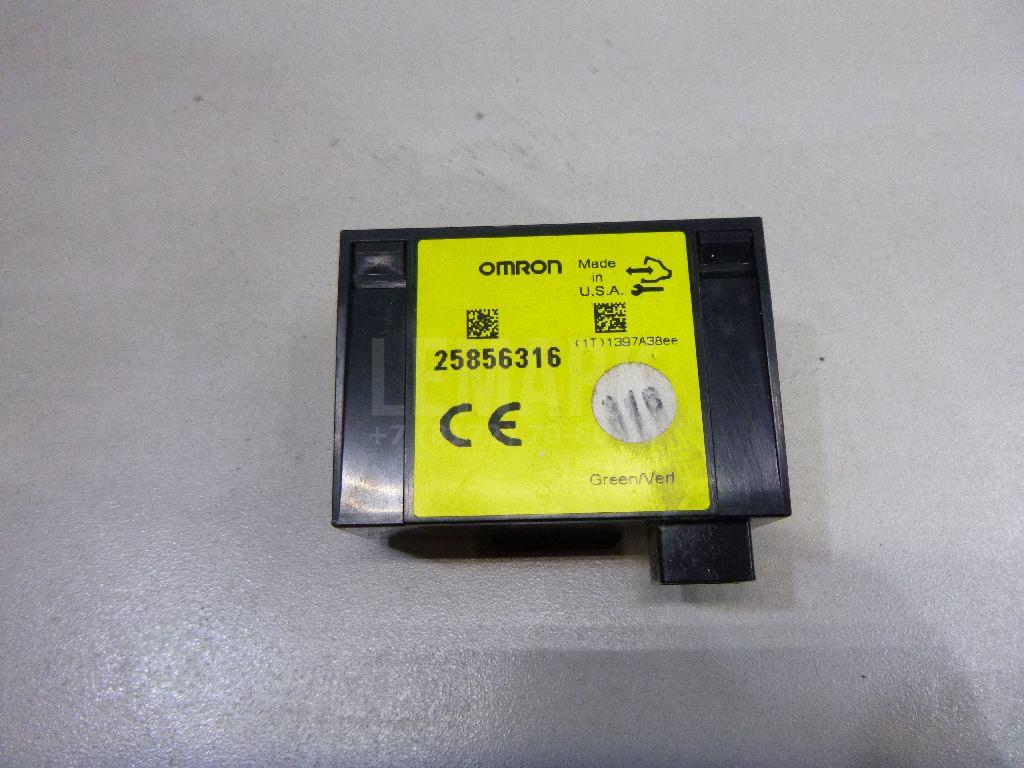 omron
Made
in
U.S.A.
25856316
(1T)1397A38ee
316
CE
Green/Vert